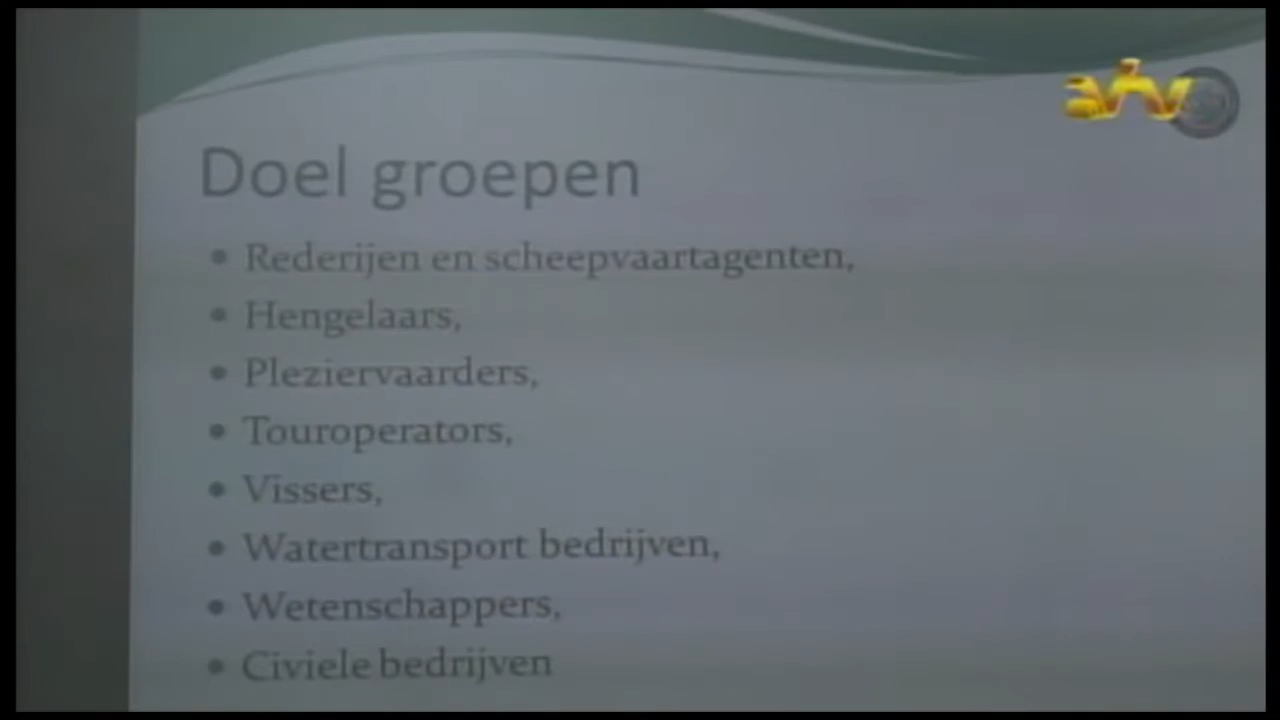 Doel groepen
• Rederijen en scheepvaartagenten,
• Hengelaars,
• Pleziervaarders,
• Touroperators,
• Vissers,
• Watertransport bedrijven,
• Wetenschappers,
• Civiele bedrijven